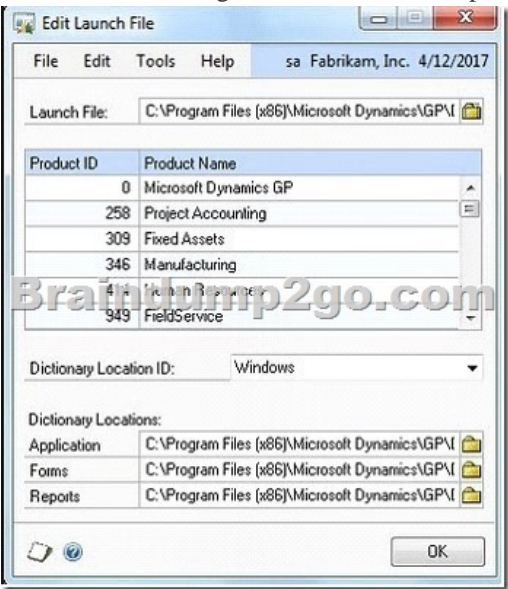 Edit Launch File
File Edit Tools Help sa Fabrikam, Inc. 4/12/2017
Launch File: C:\Program Files (x86)\Microsoft Dynamics\GP\
Product ID Product Name
0 Microsoft Dynamics GP
258 Project Accounting
309 Fixed Assets
346 Manufacturing
Human Resources
949 FieldService
Braindump2go.com
Dictionary Location ID: Windows
Dictionary Locations:
Application C:\Program Files (x86)\Microsoft Dynamics\GP\
Forms C:\Program Files (x86)\Microsoft Dynamics\GP\
Reports C:\Program Files (x86)\Microsoft Dynamics\GP\
OK